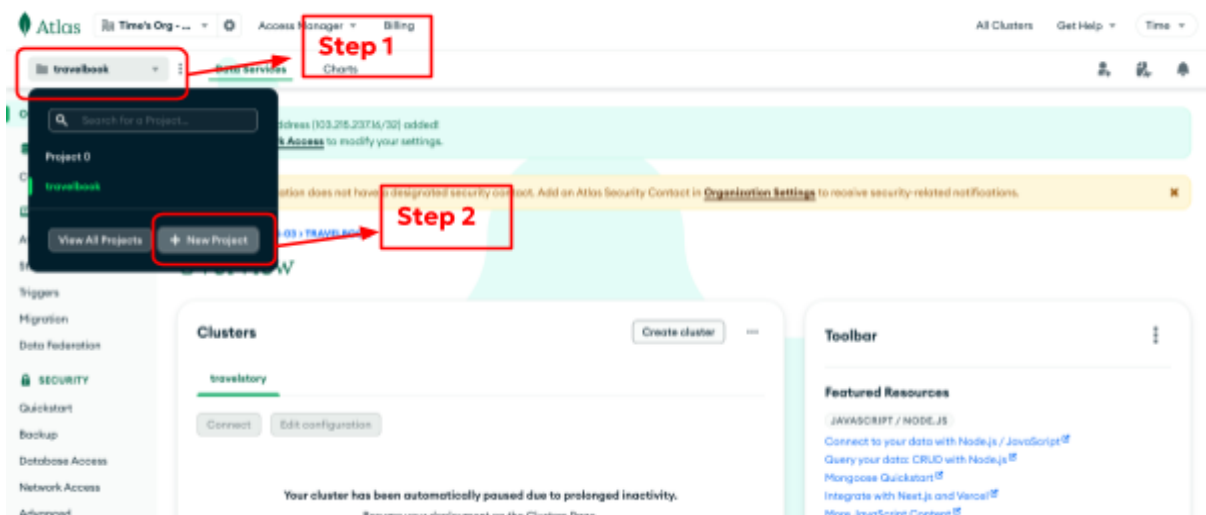 Atlas Time's Org - ... Access Manager Billing All Clusters Get Help Time
Step 1
travelbook Data Services Charts
Search for a Project...
Project 0
travelbook
View All Projects + New Project
address (103.215.237.16/32) added!
Access to modify your settings.
does not have a designated security contact. Add an Atlas Security Contact in Organization Settings to receive security-related notifications.
Step 2
Triggers
Migration
Data Federation
SECURITY
Quickstart
Backup
Database Access
Network Access
Advanced
Clusters
Create cluster
travelstory
Connect Edit configuration
Your cluster has been automatically paused due to prolonged inactivity.
Toolbar
Featured Resources
JAVASCRIPT / NODE.JS
Connect to your data with Node.js / JavaScript
Query your data: CRUD with Node.js
Mongoose Quickstart
Integrate with Next.js and Vercel
More JavaScript Content